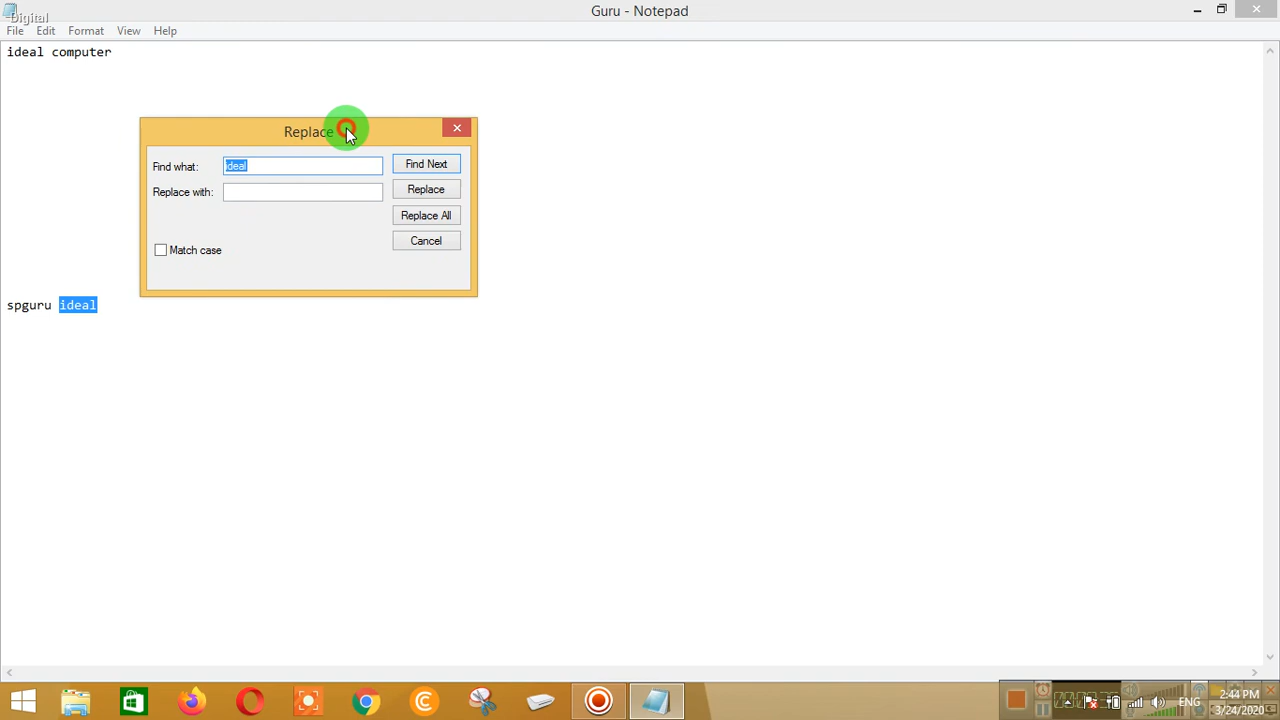 Guru - Notepad
Digital
File Edit Format View Help
ideal computer
Replace
Find what: ideal Find Next
Replace with: Replace
Replace All
Match case Cancel
spguru ideal
ENG 2:44 PM
3/24/2020